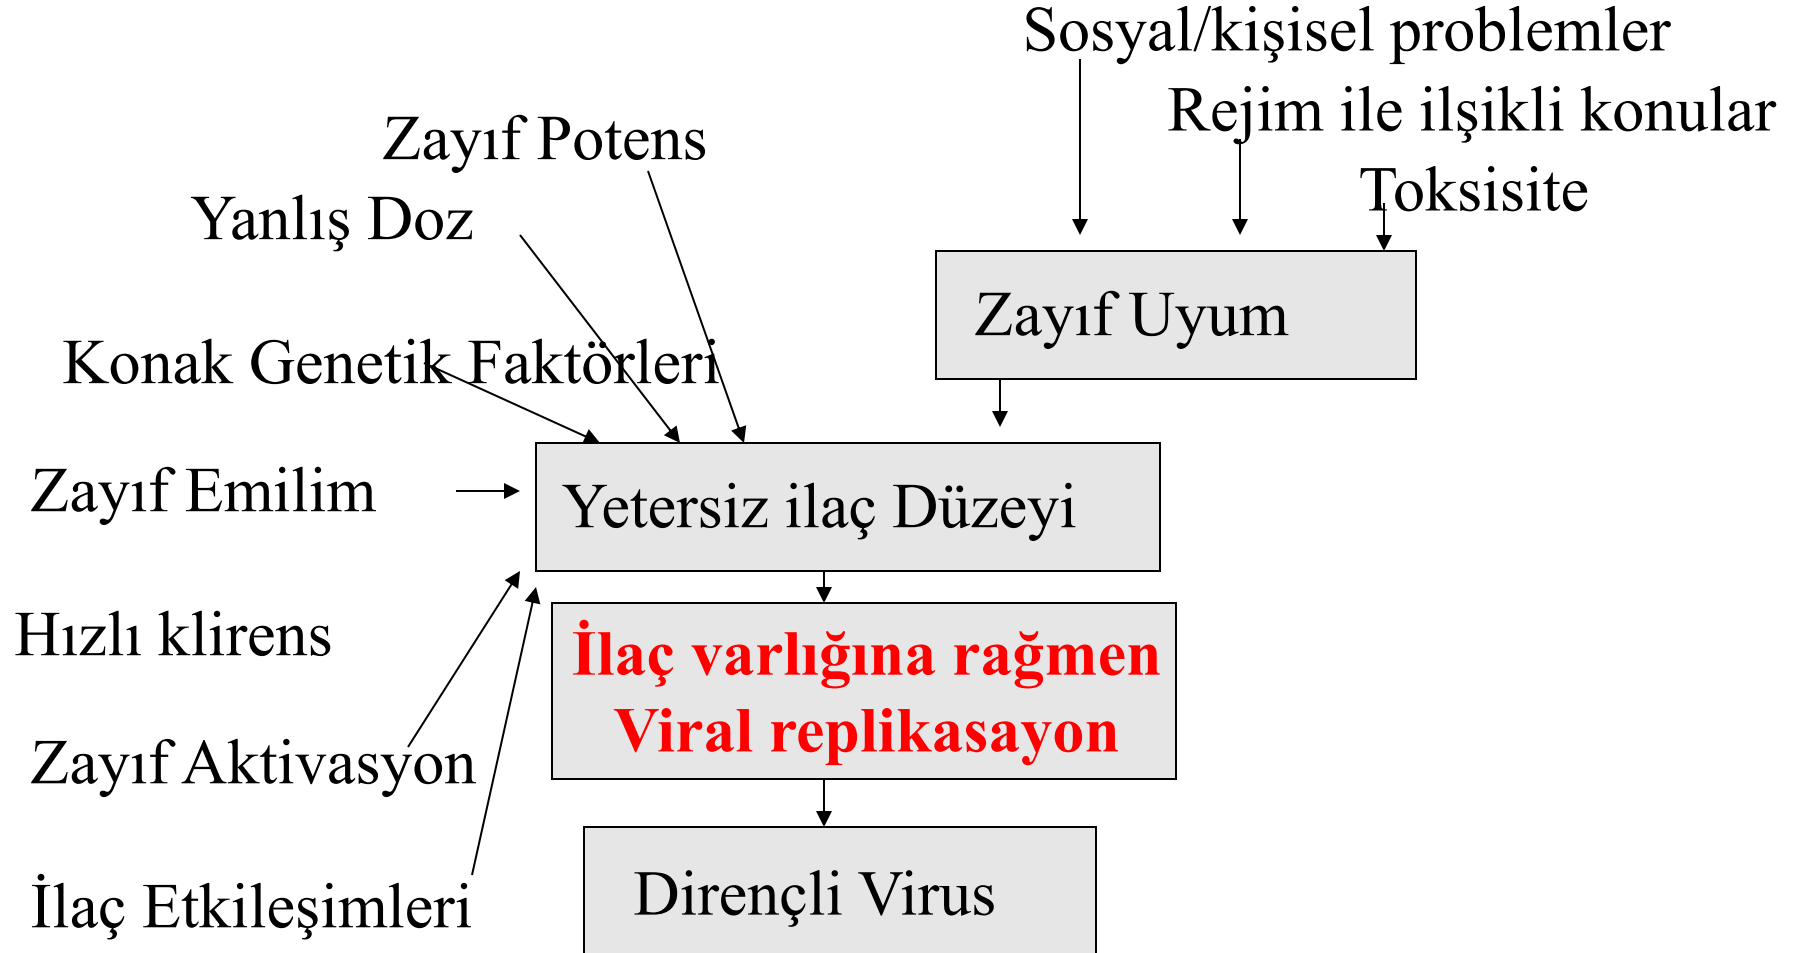 Sosyal/kişisel problemler
Rejim ile ilşikli konular
Toksisite
Zayıf Potens
Yanlış Doz
Konak Genetik Faktörleri
Zayıf Emilim
Hızlı klirens
Zayıf Aktivasyon
İlaç Etkileşimleri
Zayıf Uyum
Yetersiz ilaç Düzeyi
İlaç varlığına rağmen
Viral replikasayon
Dirençli Virus